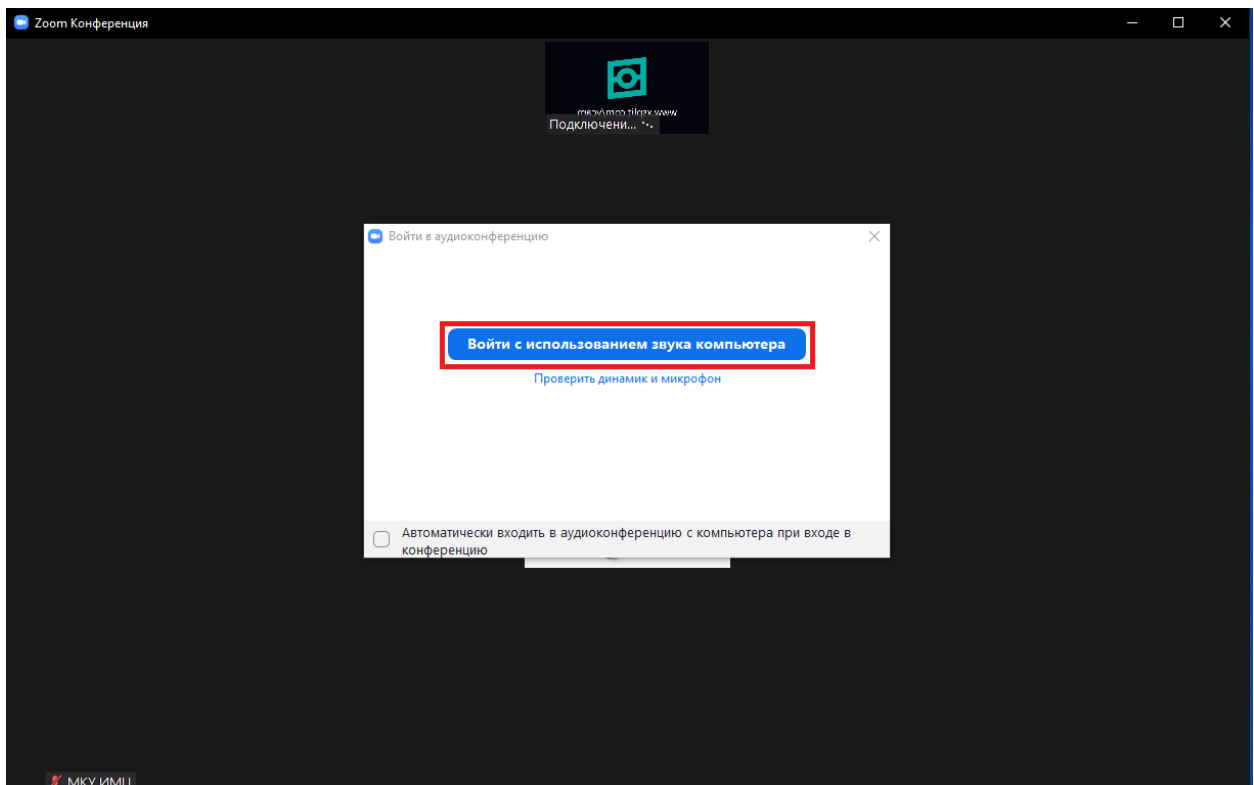 Zoom Конференция
Подключени...
Войти в аудиоконференцию
Войти с использованием звука компьютера
Проверить динамик и микрофон
Автоматически входить в аудиоконференцию с компьютера при входе в
конференцию
МКУ ИМЦ